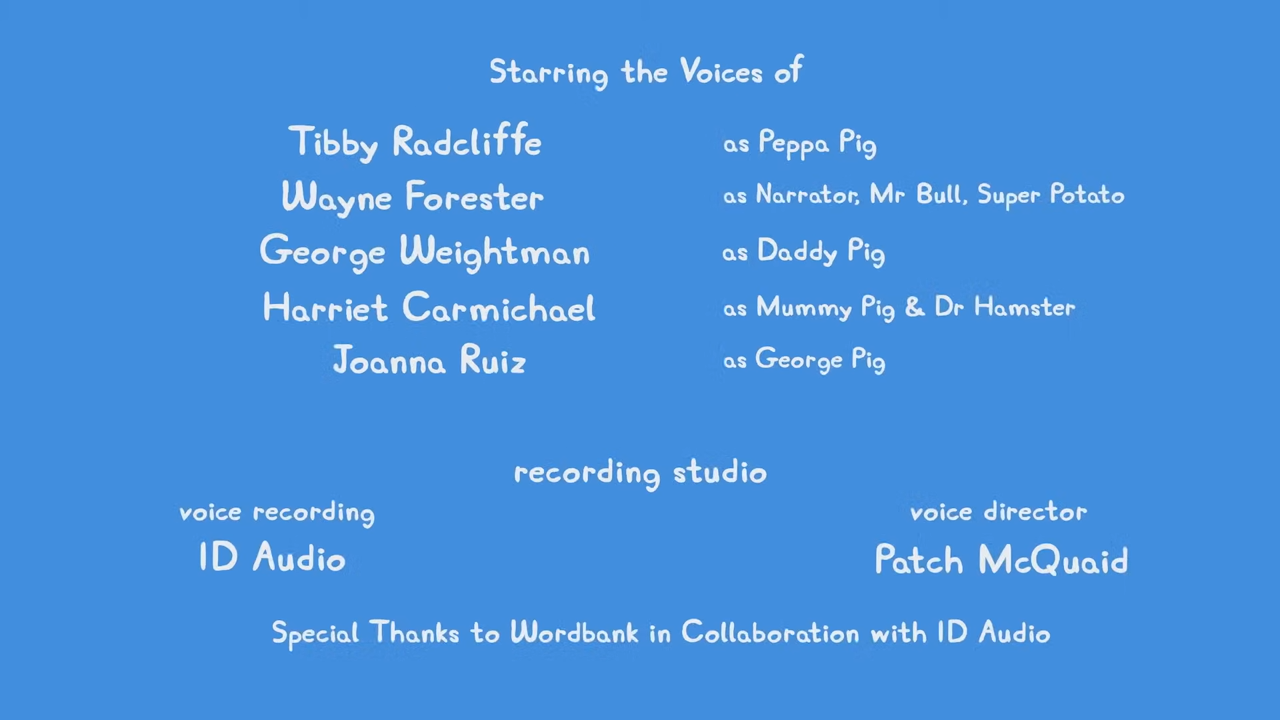 Starring the Voices of
Tibby Radcliffe as Peppa Pig
Wayne Forester as Narrator, Mr Bull, Super Potato
George Weightman as Daddy Pig
Harriet Carmichael as Mummy Pig & Dr Hamster
Joanna Ruiz as George Pig
recording studio
voice recording voice director
ID Audio Patch McQuaid
Special Thanks to Wordbank in Collaboration with ID Audio